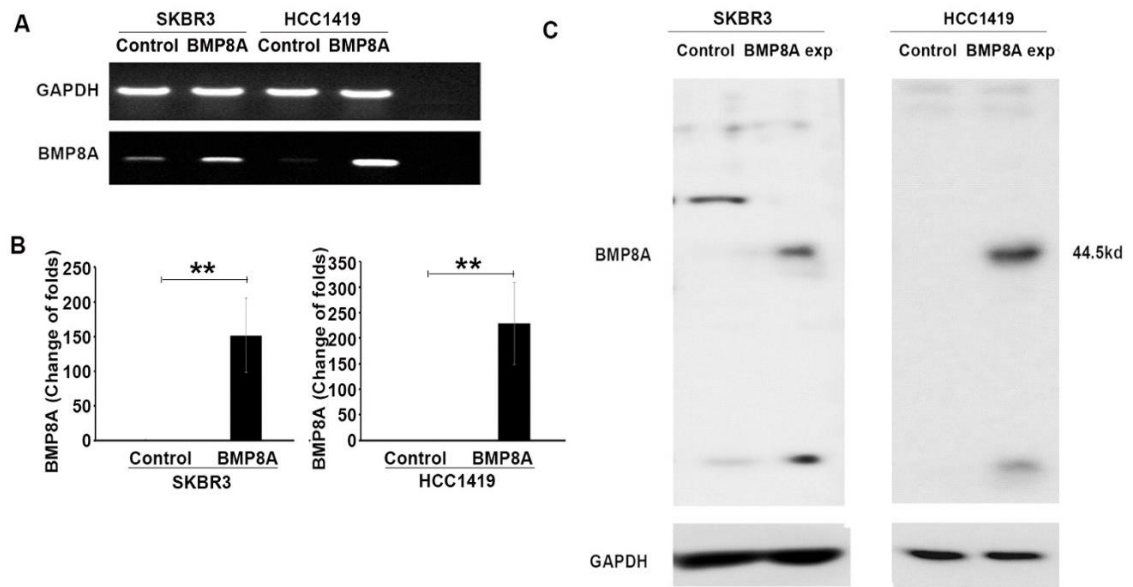 A
SKBR3 HCC1419
Control BMP8A Control BMP8A
GAPDH
BMP8A
B
BMP8A (Change of folds)
250
200
150
100
50
0
**
Control BMP8A
SKBR3
BMP8A (Change of folds)
350
300
250
200
150
100
50
0
**
Control BMP8A
HCC1419
C
SKBR3 HCC1419
Control BMP8A exp Control BMP8A exp
BMP8A 44.5kd
GAPDH